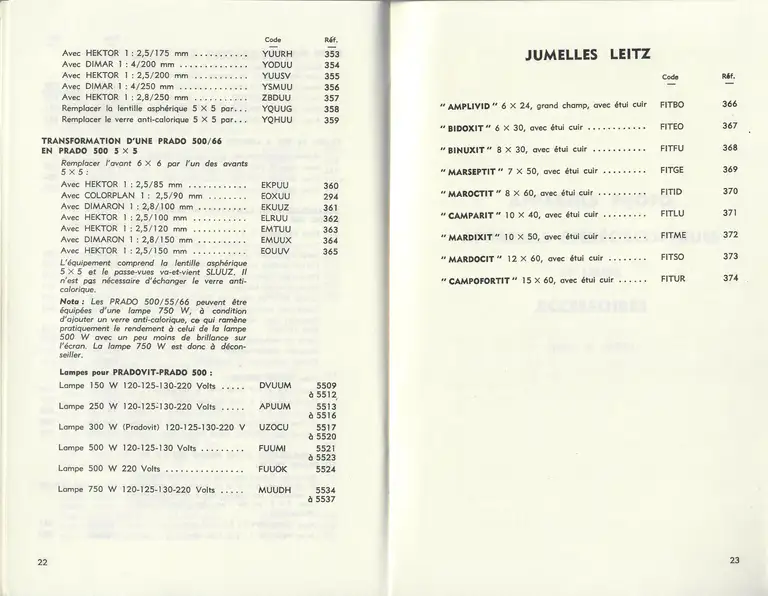 Code Réf.
Avec HEKTOR 1 : 2,5/175 mm ........... YUURH 353
Avec DIMAR 1 : 4/200 mm .............. YODUU 354
Avec HEKTOR 1 : 2,5/200 mm ........... YUUSV 355
Avec DIMAR 1 : 4/250 mm .............. YSMUU 356
Avec HEKTOR 1 : 2,8/250 mm ........... ZBDUU 357
Remplacer la lentille asphérique 5 X 5 par... YQUUG 358
Remplacer le verre anti-calorique 5 X 5 par... YQHUU 359
TRANSFORMATION D'UNE PRADO 500/66
EN PRADO 500 5 X 5
Remplacer l'avant 6 X 6 par l'un des avants
5 X 5 :
Avec HEKTOR 1 : 2,5/85 mm ............ EKPUU 360
Avec COLORPLAN 1 : 2,5/90 mm ........ EOXUU 294
Avec DIMARON 1 : 2,8/100 mm .......... EKUUZ 361
Avec HEKTOR 1 : 2,5/100 mm ........... ELRUU 362
Avec HEKTOR 1 : 2,5/120 mm ........... EMTUU 363
Avec DIMARON 1 : 2,8/150 mm .......... EMUUX 364
Avec HEKTOR 1 : 2,5/150 mm ........... EOUUV 365
L'équipement comprend la lentille asphérique
5 X 5 et le passe-vues va-et-vient SLUUZ. Il
n'est pas nécessaire d'échanger le verre anti-
calorique.
Nota : Les PRADO 500/55/66 peuvent être
équipées d'une lampe 750 W, à condition
d'ajouter un verre anti-calorique, ce qui ramène
pratiquement le rendement à celui de la lampe
500 W avec un peu moins de brillance sur
l'écran. La lampe 750 W est donc à décon-
seiller.
Lampes pour PRADOVIT-PRADO 500 :
Lampe 150 W 120-125-130-220 Volts ..... DVUUM 5509
à 5512
Lampe 250 W 120-125-130-220 Volts ..... APUUM 5513
à 5516
Lampe 300 W (Pradovit) 120-125-130-220 V UZOCU 5517
à 5520
Lampe 500 W 120-125-130 Volts ......... FUUMI 5521
à 5523
Lampe 500 W 220 Volts ................ FUUOK 5524
Lampe 750 W 120-125-130-220 Volts ..... MUUDH 5534
à 5537
22
JUMELLES LEITZ
Code Réf.
" AMPLIVID " 6 X 24, grand champ, avec étui cuir FITBO 366
" BIDOXIT " 6 X 30, avec étui cuir ............ FITEO 367
" BINUXIT " 8 X 30, avec étui cuir ............ FITFU 368
" MARSEPTIT " 7 X 50, avec étui cuir ......... FITGE 369
" MAROCTIT " 8 X 60, avec étui cuir .......... FITID 370
" CAMPARIT " 10 X 40, avec étui cuir ......... FITLU 371
" MARDIXIT " 10 X 50, avec étui cuir ......... FITME 372
" MARDOCIT " 12 X 60, avec étui cuir ......... FITSO 373
" CAMPOFORTIT " 15 X 60, avec étui cuir ...... FITUR 374
23